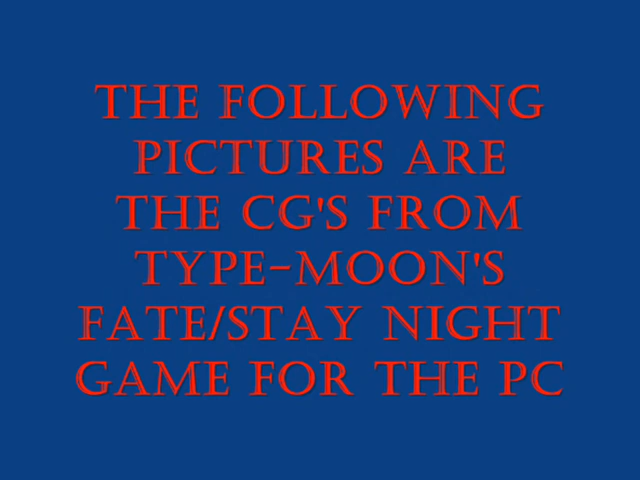 THE FOLLOWING
PICTURES ARE
THE CG'S FROM
TYPE-MOON'S
FATE/STAY NIGHT
GAME FOR THE PC